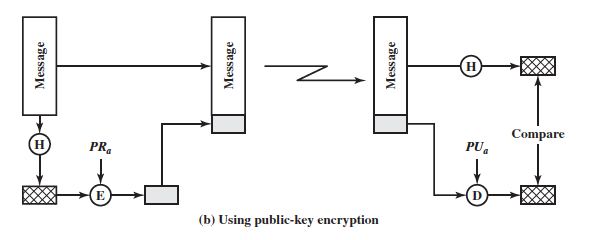 Message
Message
Message
H
H
PRa
PUa
Compare
E
D
(b) Using public-key encryption